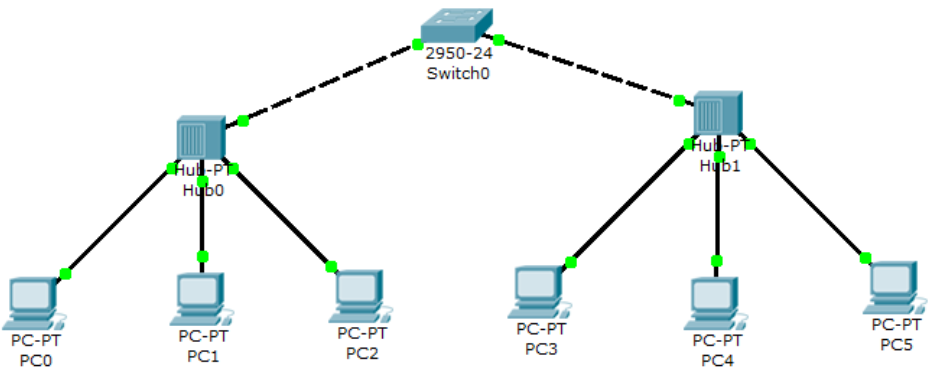 2950-24
Switch0
Hub-PT
Hub0
Hub-PT
Hub1
PC-PT
PC0
PC-PT
PC1
PC-PT
PC2
PC-PT
PC3
PC-PT
PC4
PC-PT
PC5